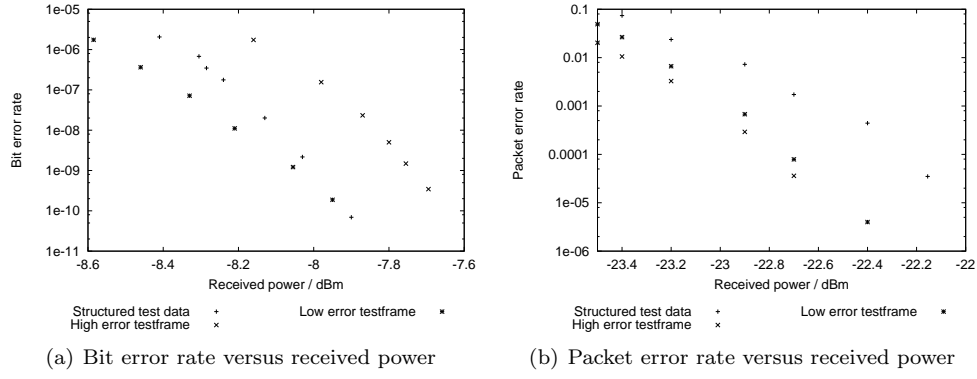 1e-05
1e-06
1e-07
1e-08
1e-09
1e-10
1e-11
Bit error rate
-8.6 -8.4 -8.2 -8 -7.8 -7.6
Received power / dBm
Structured test data + Low error testframe ∗
High error testframe ×
(a) Bit error rate versus received power
0.1
0.01
0.001
0.0001
1e-05
1e-06
Packet error rate
-23.4 -23.2 -23 -22.8 -22.6 -22.4 -22.2 -22
Received power / dBm
Structured test data + Low error testframe ∗
High error testframe ×
(b) Packet error rate versus received power